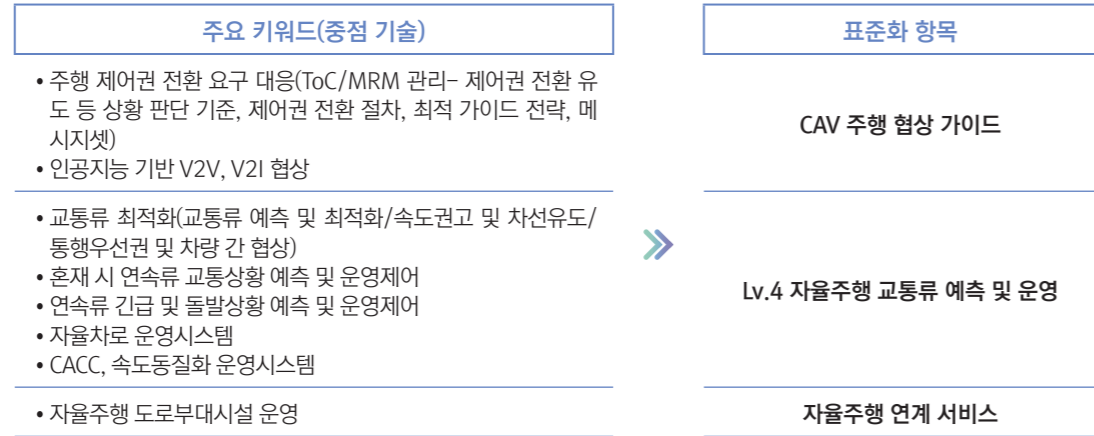 주요 키워드(중점 기술)
표준화 항목
• 주행 제어권 전환 요구 대응(ToC/MRM 관리- 제어권 전환 유
도 등 상황 판단 기준, 제어권 전환 절차, 최적 가이드 전략, 메
시지셋)
• 인공지능 기반 V2V, V2I 협상
CAV 주행 협상 가이드
• 교통류 최적화(교통류 예측 및 최적화/속도권고 및 차선유도/
통행우선권 및 차량 간 협상)
• 혼재 시 연속류 교통상황 예측 및 운영제어
• 연속류 긴급 및 돌발상황 예측 및 운영제어
• 자율차로 운영시스템
• CACC, 속도동질화 운영시스템
Lv.4 자율주행 교통류 예측 및 운영
• 자율주행 도로부대시설 운영
자율주행 연계 서비스